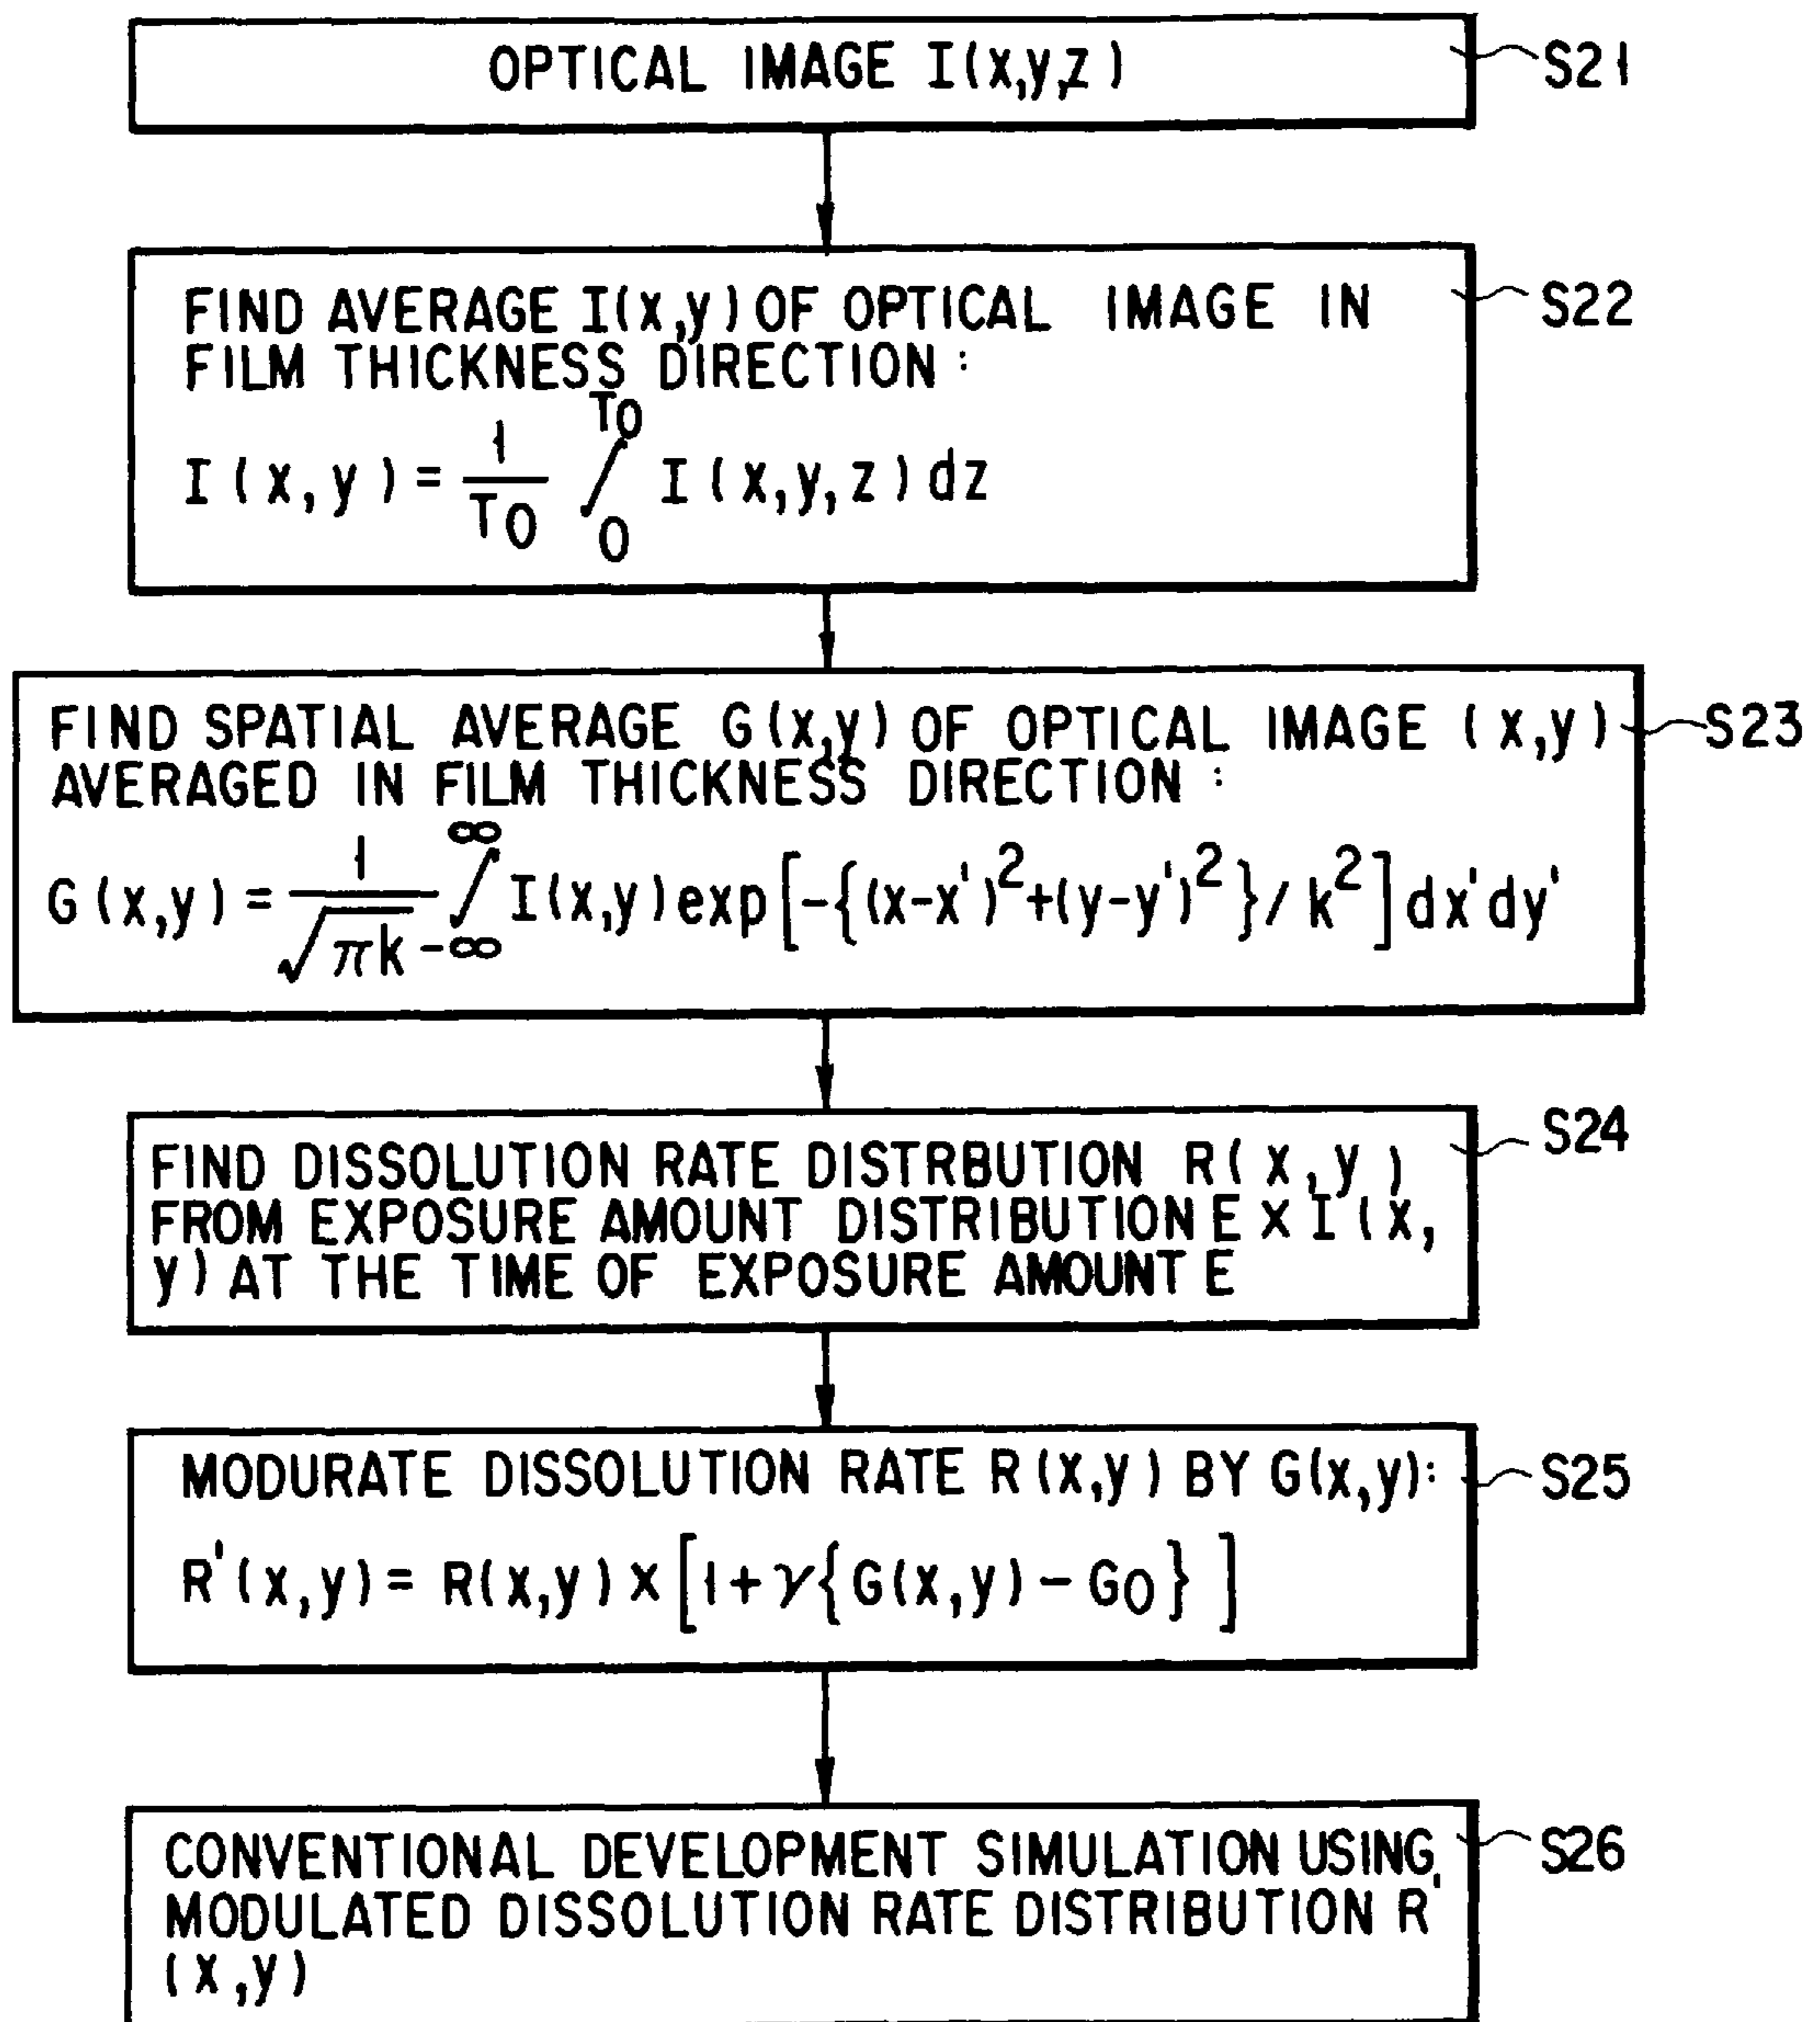 OPTICAL IMAGE I(x,y,z)
S21
FIND AVERAGE I(x,y) OF OPTICAL IMAGE IN
S22
FILM THICKNESS DIRECTION:
I(x,y) = 1/T0 ∫0^T0 I(x,y,z)dz
FIND SPATIAL AVERAGE G(x,y) OF OPTICAL IMAGE (x,y)
S23
AVERAGED IN FILM THICKNESS DIRECTION:
G(x,y) = 1/√πk ∫-∞^∞ I(x,y)exp[-{(x-x')²+(y-y')²}/k²]dx'dy'
S24
FIND DISSOLUTION RATE DISTRBUTION R(x,y)
FROM EXPOSURE AMOUNT DISTRIBUTION E X I(x,
y) AT THE TIME OF EXPOSURE AMOUNT E
MODURATE DISSOLUTION RATE R(x,y) BY G(x,y):
S25
R'(x,y) = R(x,y) X [1+γ{G(x,y)-G0}]
CONVENTIONAL DEVELOPMENT SIMULATION USING
S26
MODULATED DISSOLUTION RATE DISTRIBUTION R'
(x,y)